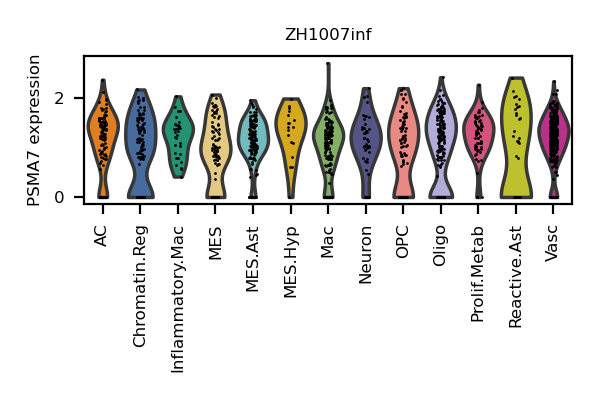 ZH1007inf
PSMA7 expression
2
0
AC
Chromatin.Reg
Inflammatory.Mac
MES
MES.Ast
MES.Hyp
Mac
Neuron
OPC
Oligo
Prolif.Metab
Reactive.Ast
Vasc